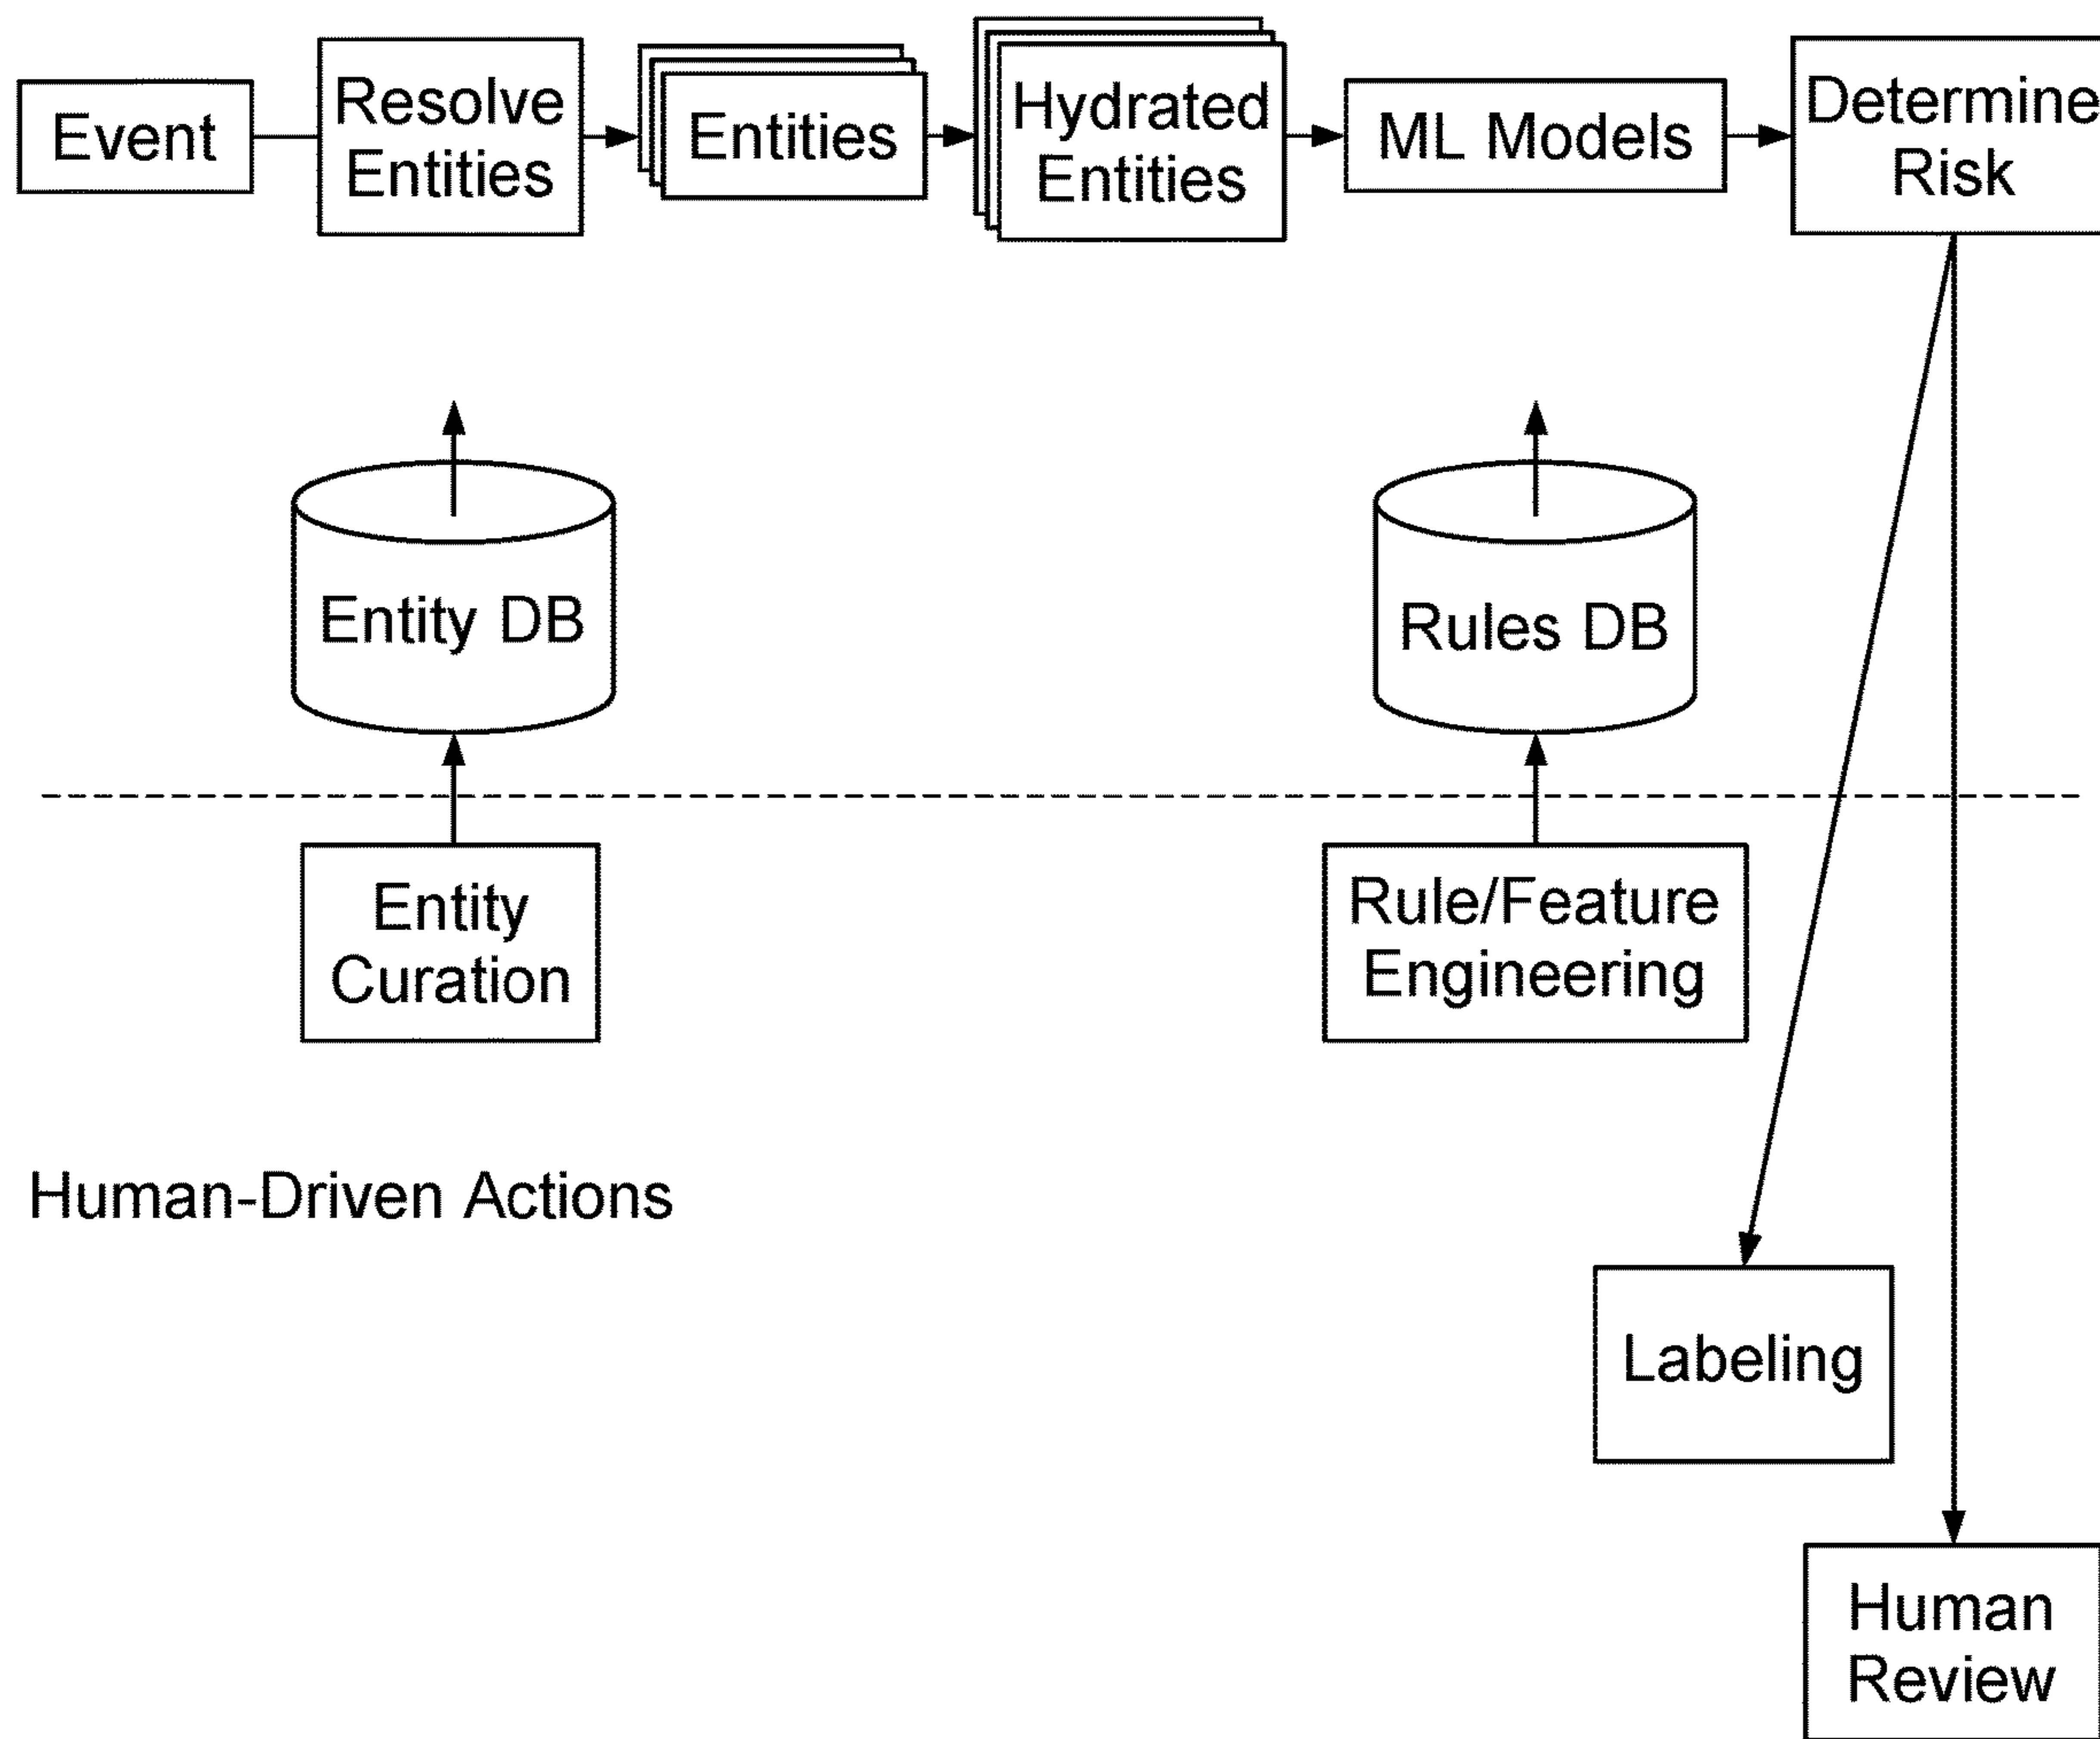 Event
Resolve
Entities
Entities
Hydrated
Entities
ML Models
Determine
Risk
Entity DB
Rules DB
Entity
Curation
Rule/Feature
Engineering
Human-Driven Actions
Labeling
Human
Review